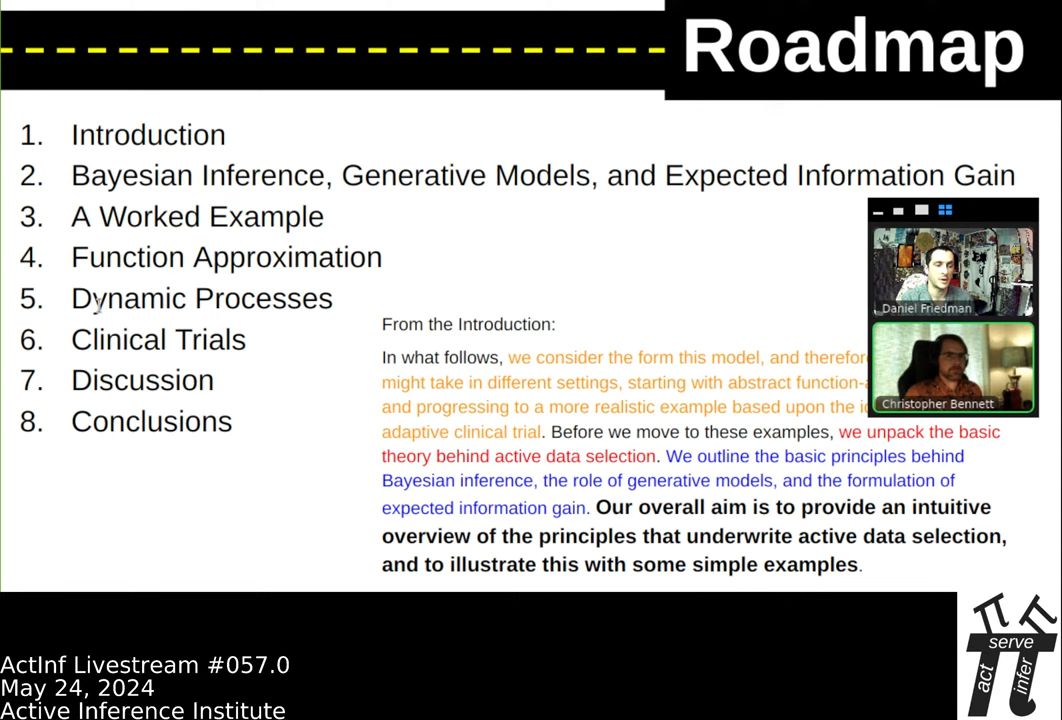 Roadmap
1. Introduction
2. Bayesian Inference, Generative Models, and Expected Information Gain
3. A Worked Example
4. Function Approximation
5. Dynamic Processes
6. Clinical Trials
7. Discussion
8. Conclusions
From the Introduction:
In what follows, we consider the form this model, and therefor
might take in different settings, starting with abstract function-
and progressing to a more realistic example based upon the
adaptive clinical trial. Before we move to these examples, we unpack the basic
theory behind active data selection. We outline the basic principles behind
Bayesian inference, the role of generative models, and the formulation of
expected information gain. Our overall aim is to provide an intuitive
overview of the principles that underwrite active data selection,
and to illustrate this with some simple examples.
Daniel Friedman
Christopher Bennett
ActInf Livestream #057.0
May 24, 2024
Active Inference Institute
serve
act
infer